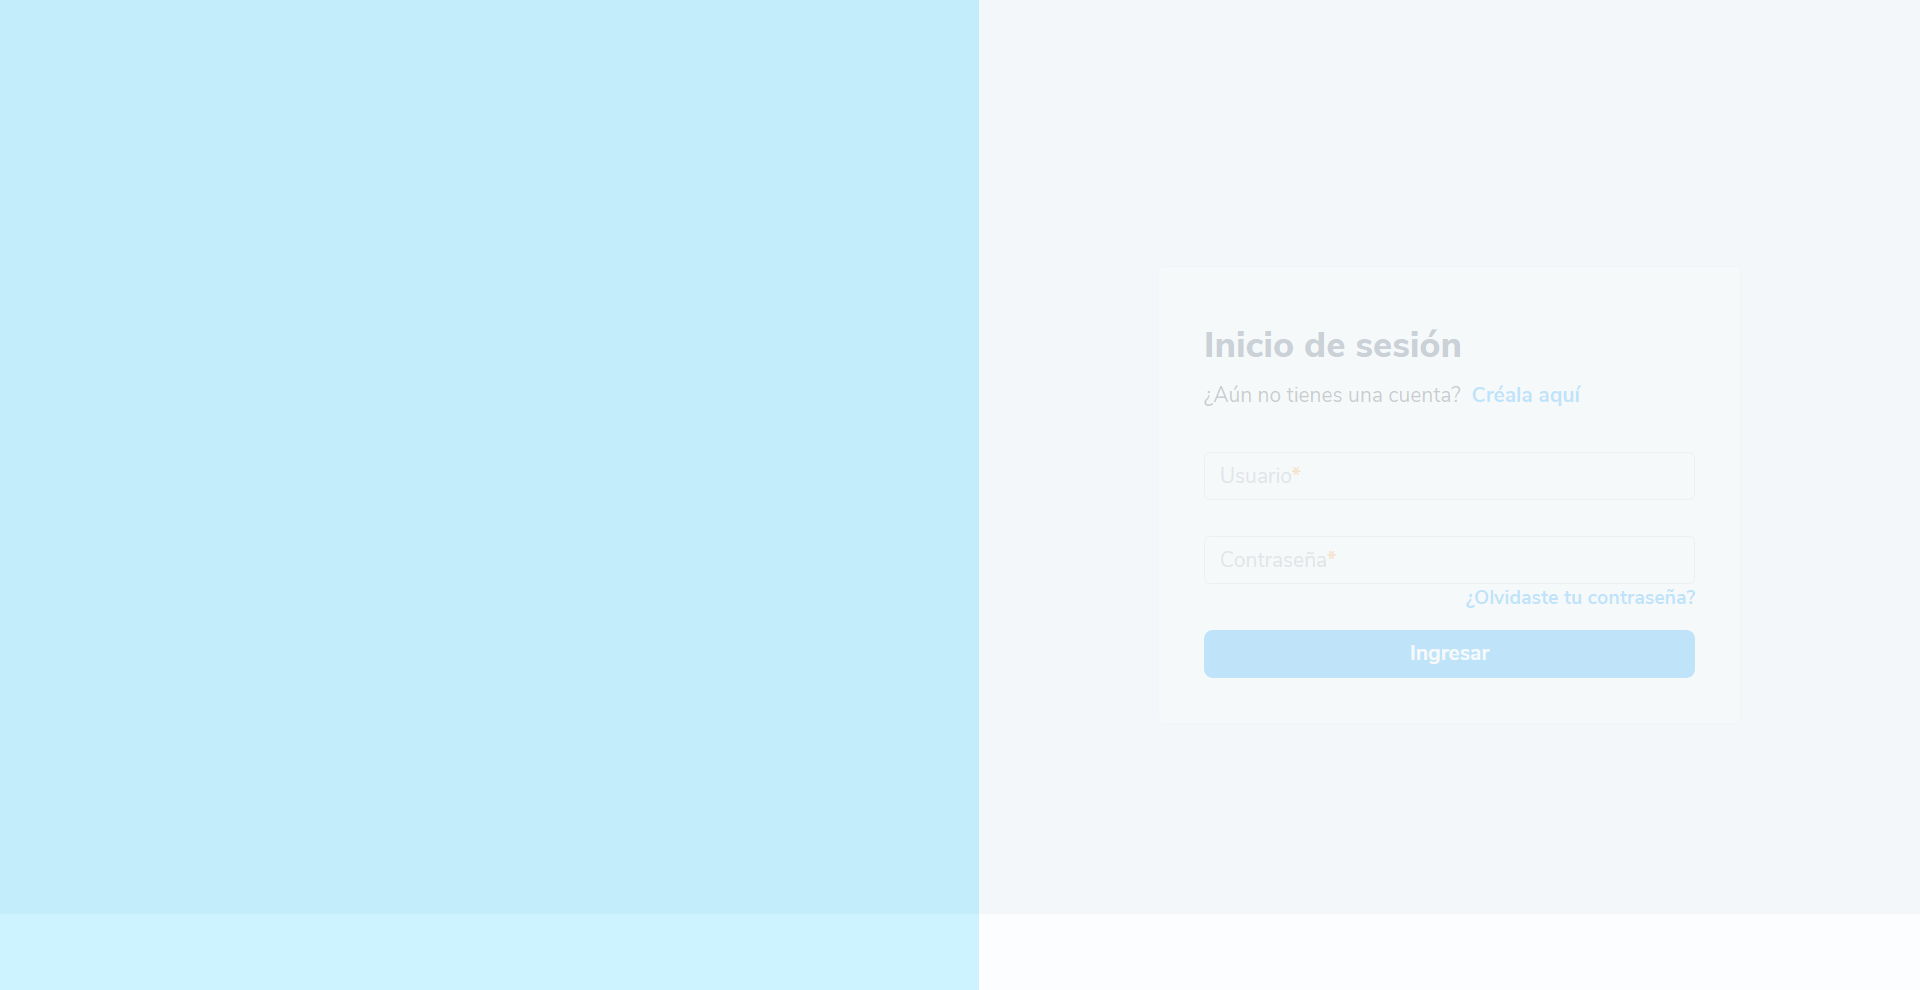 Inicio de sesión
¿Aún no tienes una cuenta? Créala aquí
Usuario*
Contraseña*
¿Olvidaste tu contraseña?
Ingresar